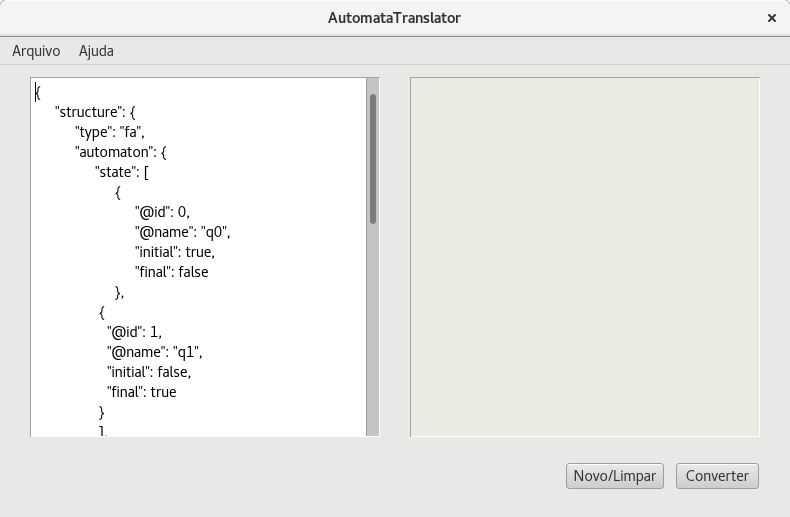 AutomataTranslator ×
Arquivo Ajuda
{
"structure": {
"type": "fa",
"automaton": {
"state": [
{
"@id": 0,
"@name": "q0",
"initial": true,
"final": false
},
{
"@id": 1,
"@name": "q1",
"initial": false,
"final": true
}
],
Novo/Limpar Converter